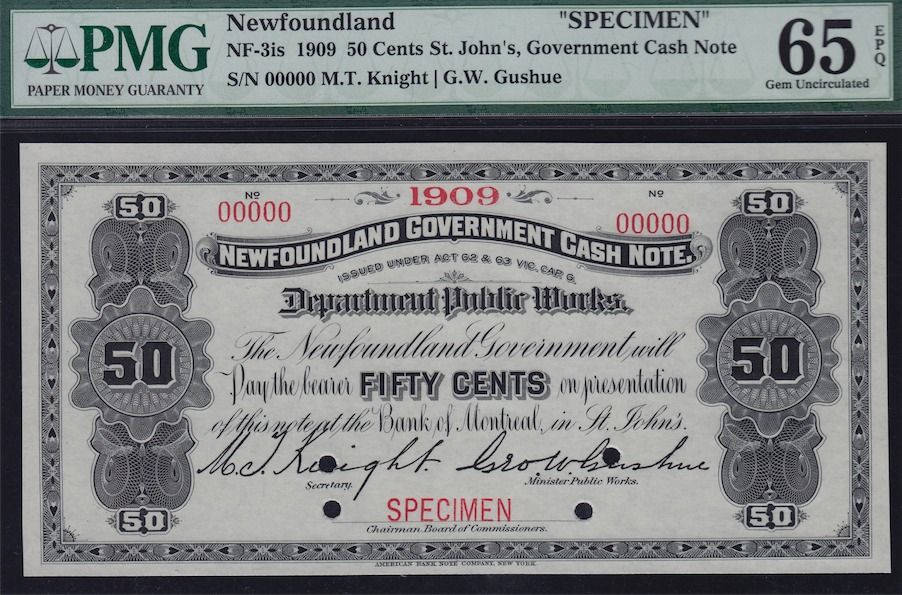 PMG
PAPER MONEY GUARANTY
Newfoundland "SPECIMEN"
NF-3is 1909 50 Cents St. John's, Government Cash Note
S/N 00000 M.T. Knight | G.W. Gushue
65 EPQ
Gem Uncirculated
50 Nº 00000 1909 Nº 00000 50
NEWFOUNDLAND GOVERNMENT CASH NOTE.
ISSUED UNDER ACT 62 & 63 VIC. CAP. 6.
Department Public Works.
The Newfoundland Government will
Pay the bearer FIFTY CENTS on presentation
50 50
of this note at the Bank of Montreal, in St. John's.
M.T. Knight. Geo W Gushue
Secretary. Minister Public Works.
50 SPECIMEN 50
Chairman Board of Commissioners.
AMERICAN BANK NOTE COMPANY, NEW YORK.